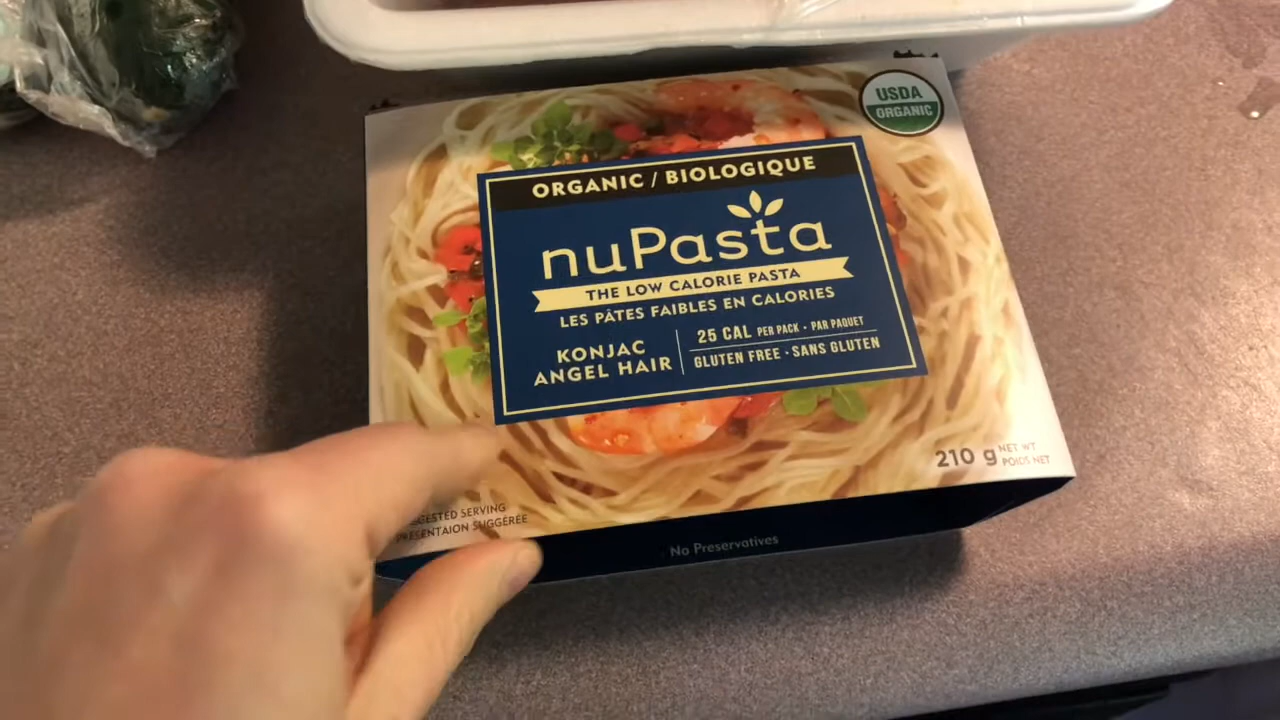 USDA
ORGANIC
ORGANIC / BIOLOGIQUE
nuPasta
THE LOW CALORIE PASTA
LES PÂTES FAIBLES EN CALORIES
KONJAC
ANGEL HAIR
25 CAL PER PACK • PAR PAQUET
GLUTEN FREE • SANS GLUTEN
210 g NET WT
POIDS NET
SERVING
PRESENTAION SUGGÉRÉE
No Preservatives